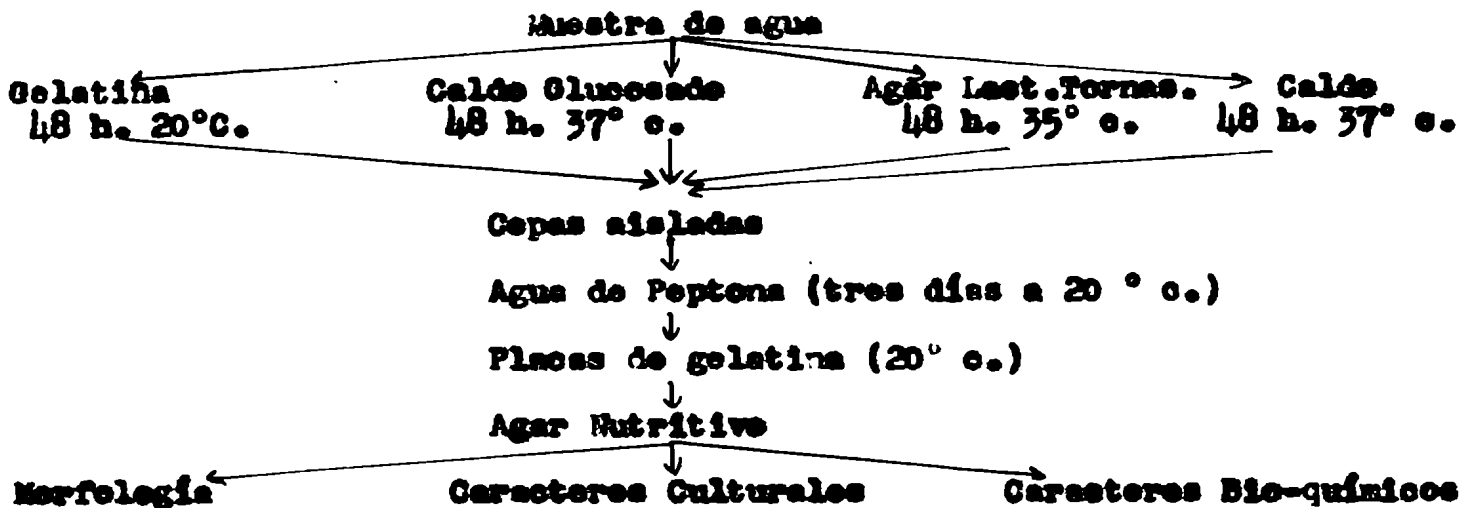 Muestra de agua
Gelatina Caldo Glucosado Agar Lact.Tornas. Caldo
48 h. 20°C. 48 h. 37° c. 48 h. 35° c. 48 h. 37° c.
Cepas aisladas
Agua de Peptona (tres días a 20 ° c.)
Placas de gelatina (20° c.)
Agar Nutritivo
Morfología Caracteres Culturales Caracteres Bio-químicos